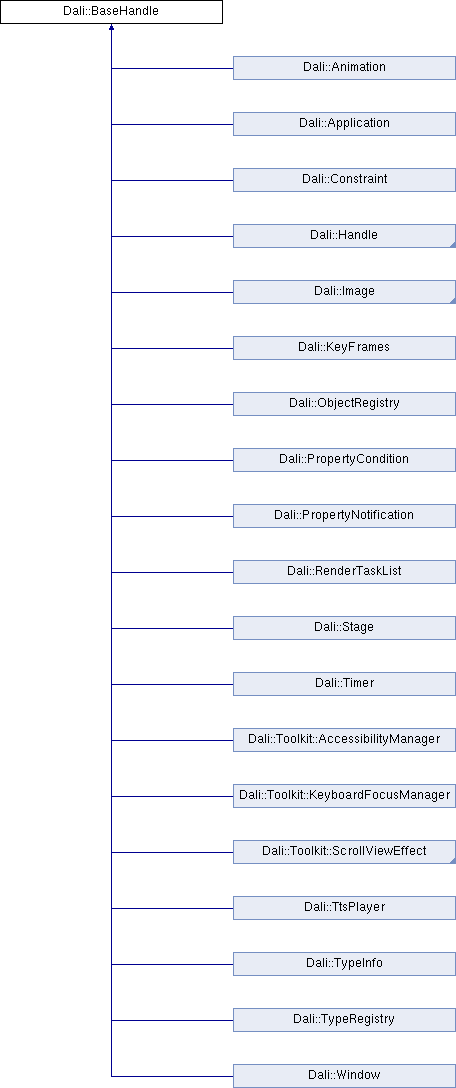 Dali::BaseHandle
Dali::Animation
Dali::Application
Dali::Constraint
Dali::Handle
Dali::Image
Dali::KeyFrames
Dali::ObjectRegistry
Dali::PropertyCondition
Dali::PropertyNotification
Dali::RenderTaskList
Dali::Stage
Dali::Timer
Dali::Toolkit::AccessibilityManager
Dali::Toolkit::KeyboardFocusManager
Dali::Toolkit::ScrollViewEffect
Dali::TtsPlayer
Dali::TypeInfo
Dali::TypeRegistry
Dali::Window